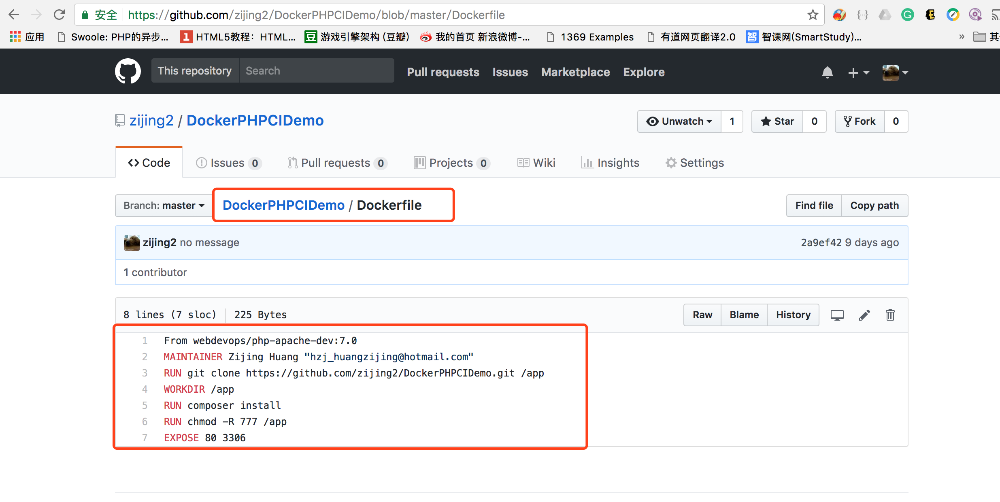 安全 https://github.com/zijing2/DockerPHPCIDemo/blob/master/Dockerfile
应用 Swoole: PHP的异步... HTML5教程：HTML... 游戏引擎架构 (豆瓣) 我的首页 新浪微博-... 1369 Examples 有道网页翻译2.0 智课网(SmartStudy)... »
This repository Search Pull requests Issues Marketplace Explore
zijing2 / DockerPHPCIDemo Unwatch 1 Star 0 Fork 0
Code Issues 0 Pull requests 0 Projects 0 Wiki Insights Settings
Branch: master DockerPHPCIDemo / Dockerfile Find file Copy path
zijing2 no message 2a9ef42 9 days ago
1 contributor
8 lines (7 sloc) 225 Bytes Raw Blame History
1 From webdevops/php-apache-dev:7.0
2 MAINTAINER Zijing Huang "hzj_huangzijing@hotmail.com"
3 RUN git clone https://github.com/zijing2/DockerPHPCIDemo.git /app
4 WORKDIR /app
5 RUN composer install
6 RUN chmod -R 777 /app
7 EXPOSE 80 3306